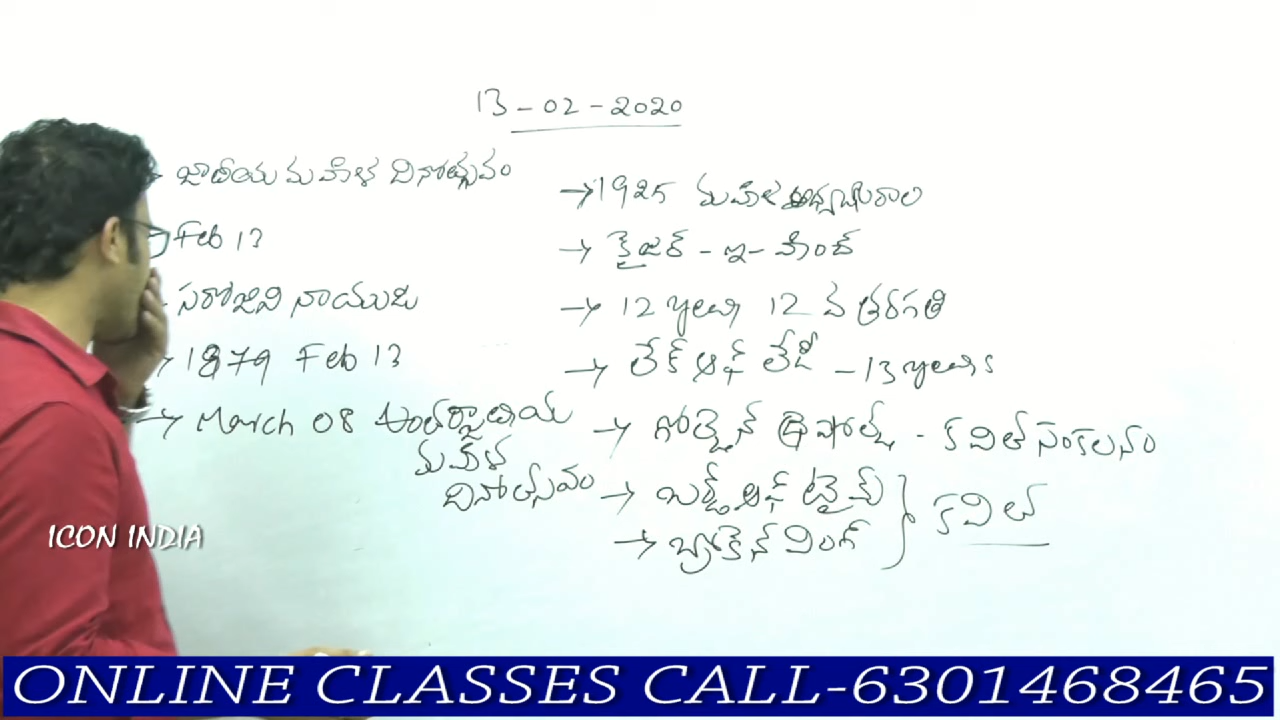 13-02-2020
జాతీయ మహిళ దినోత్సవం
Feb 13
సరోజిని నాయుడు
1879 Feb 13
→ March 08 అంతర్జాతీయ
మహిళ
దినోత్సవం
→ 1925 మహిళ అధ్యక్షురాలు
→ కైజర్ - ఇ - హింద్
→ 12 years 12 వ తరగతి
→ లేక్ ఆఫ్ లేడీ - 13 years
→ గోల్డెన్ త్రెషోల్డ్ - కవితా సంకలనం
→ బర్డ్ ఆఫ్ టైమ్
→ బ్రోకెన్ వింగ్ } కవిత
ICON INDIA
ONLINE CLASSES CALL-6301468465